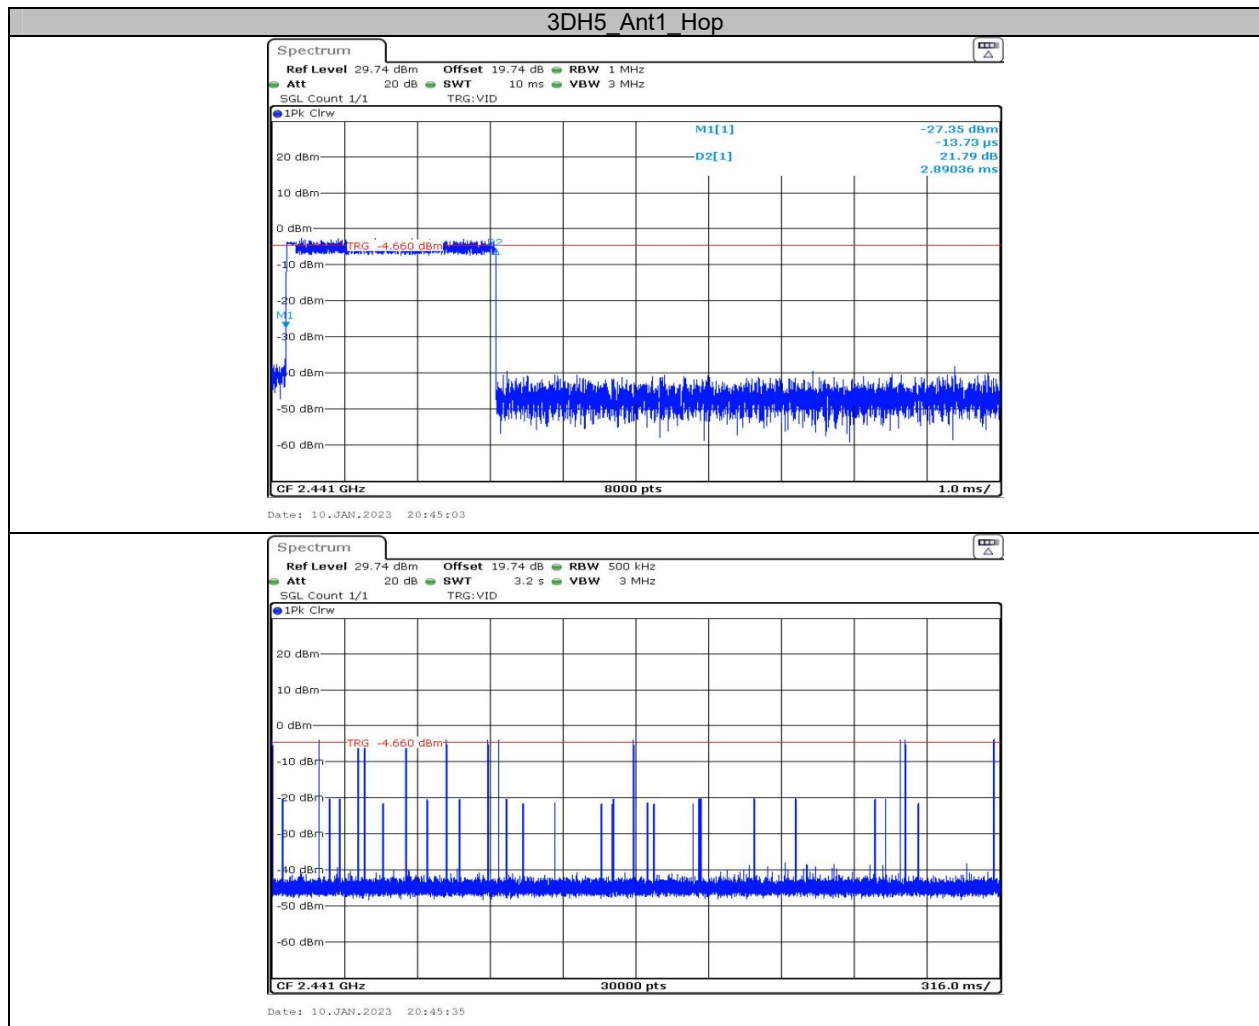 3DH5_Ant1_Hop
Spectrum
Ref Level 29.74 dBm Offset 19.74 dB RBW 1 MHz
Att 20 dB SWT 10 ms VBW 3 MHz
SGL Count 1/1 TRG:VID
1Pk Clrw
M1[1] -27.35 dBm
-13.73 µs
20 dBm D2[1] 21.79 dB
2.89036 ms
10 dBm
0 dBm
TRG -4.660 dBm D2
-10 dBm
-20 dBm
M1
-30 dBm
-50 dBm
-60 dBm
CF 2.441 GHz 8000 pts 1.0 ms/
Date: 10.JAN.2023 20:45:03
Spectrum
Ref Level 29.74 dBm Offset 19.74 dB RBW 500 kHz
Att 20 dB SWT 3.2 s VBW 3 MHz
SGL Count 1/1 TRG:VID
1Pk Clrw
20 dBm
10 dBm
0 dBm
TRG -4.660 dBm
-10 dBm
-20 dBm
-30 dBm
-40 dBm
-50 dBm
-60 dBm
CF 2.441 GHz 30000 pts 316.0 ms/
Date: 10.JAN.2023 20:45:35